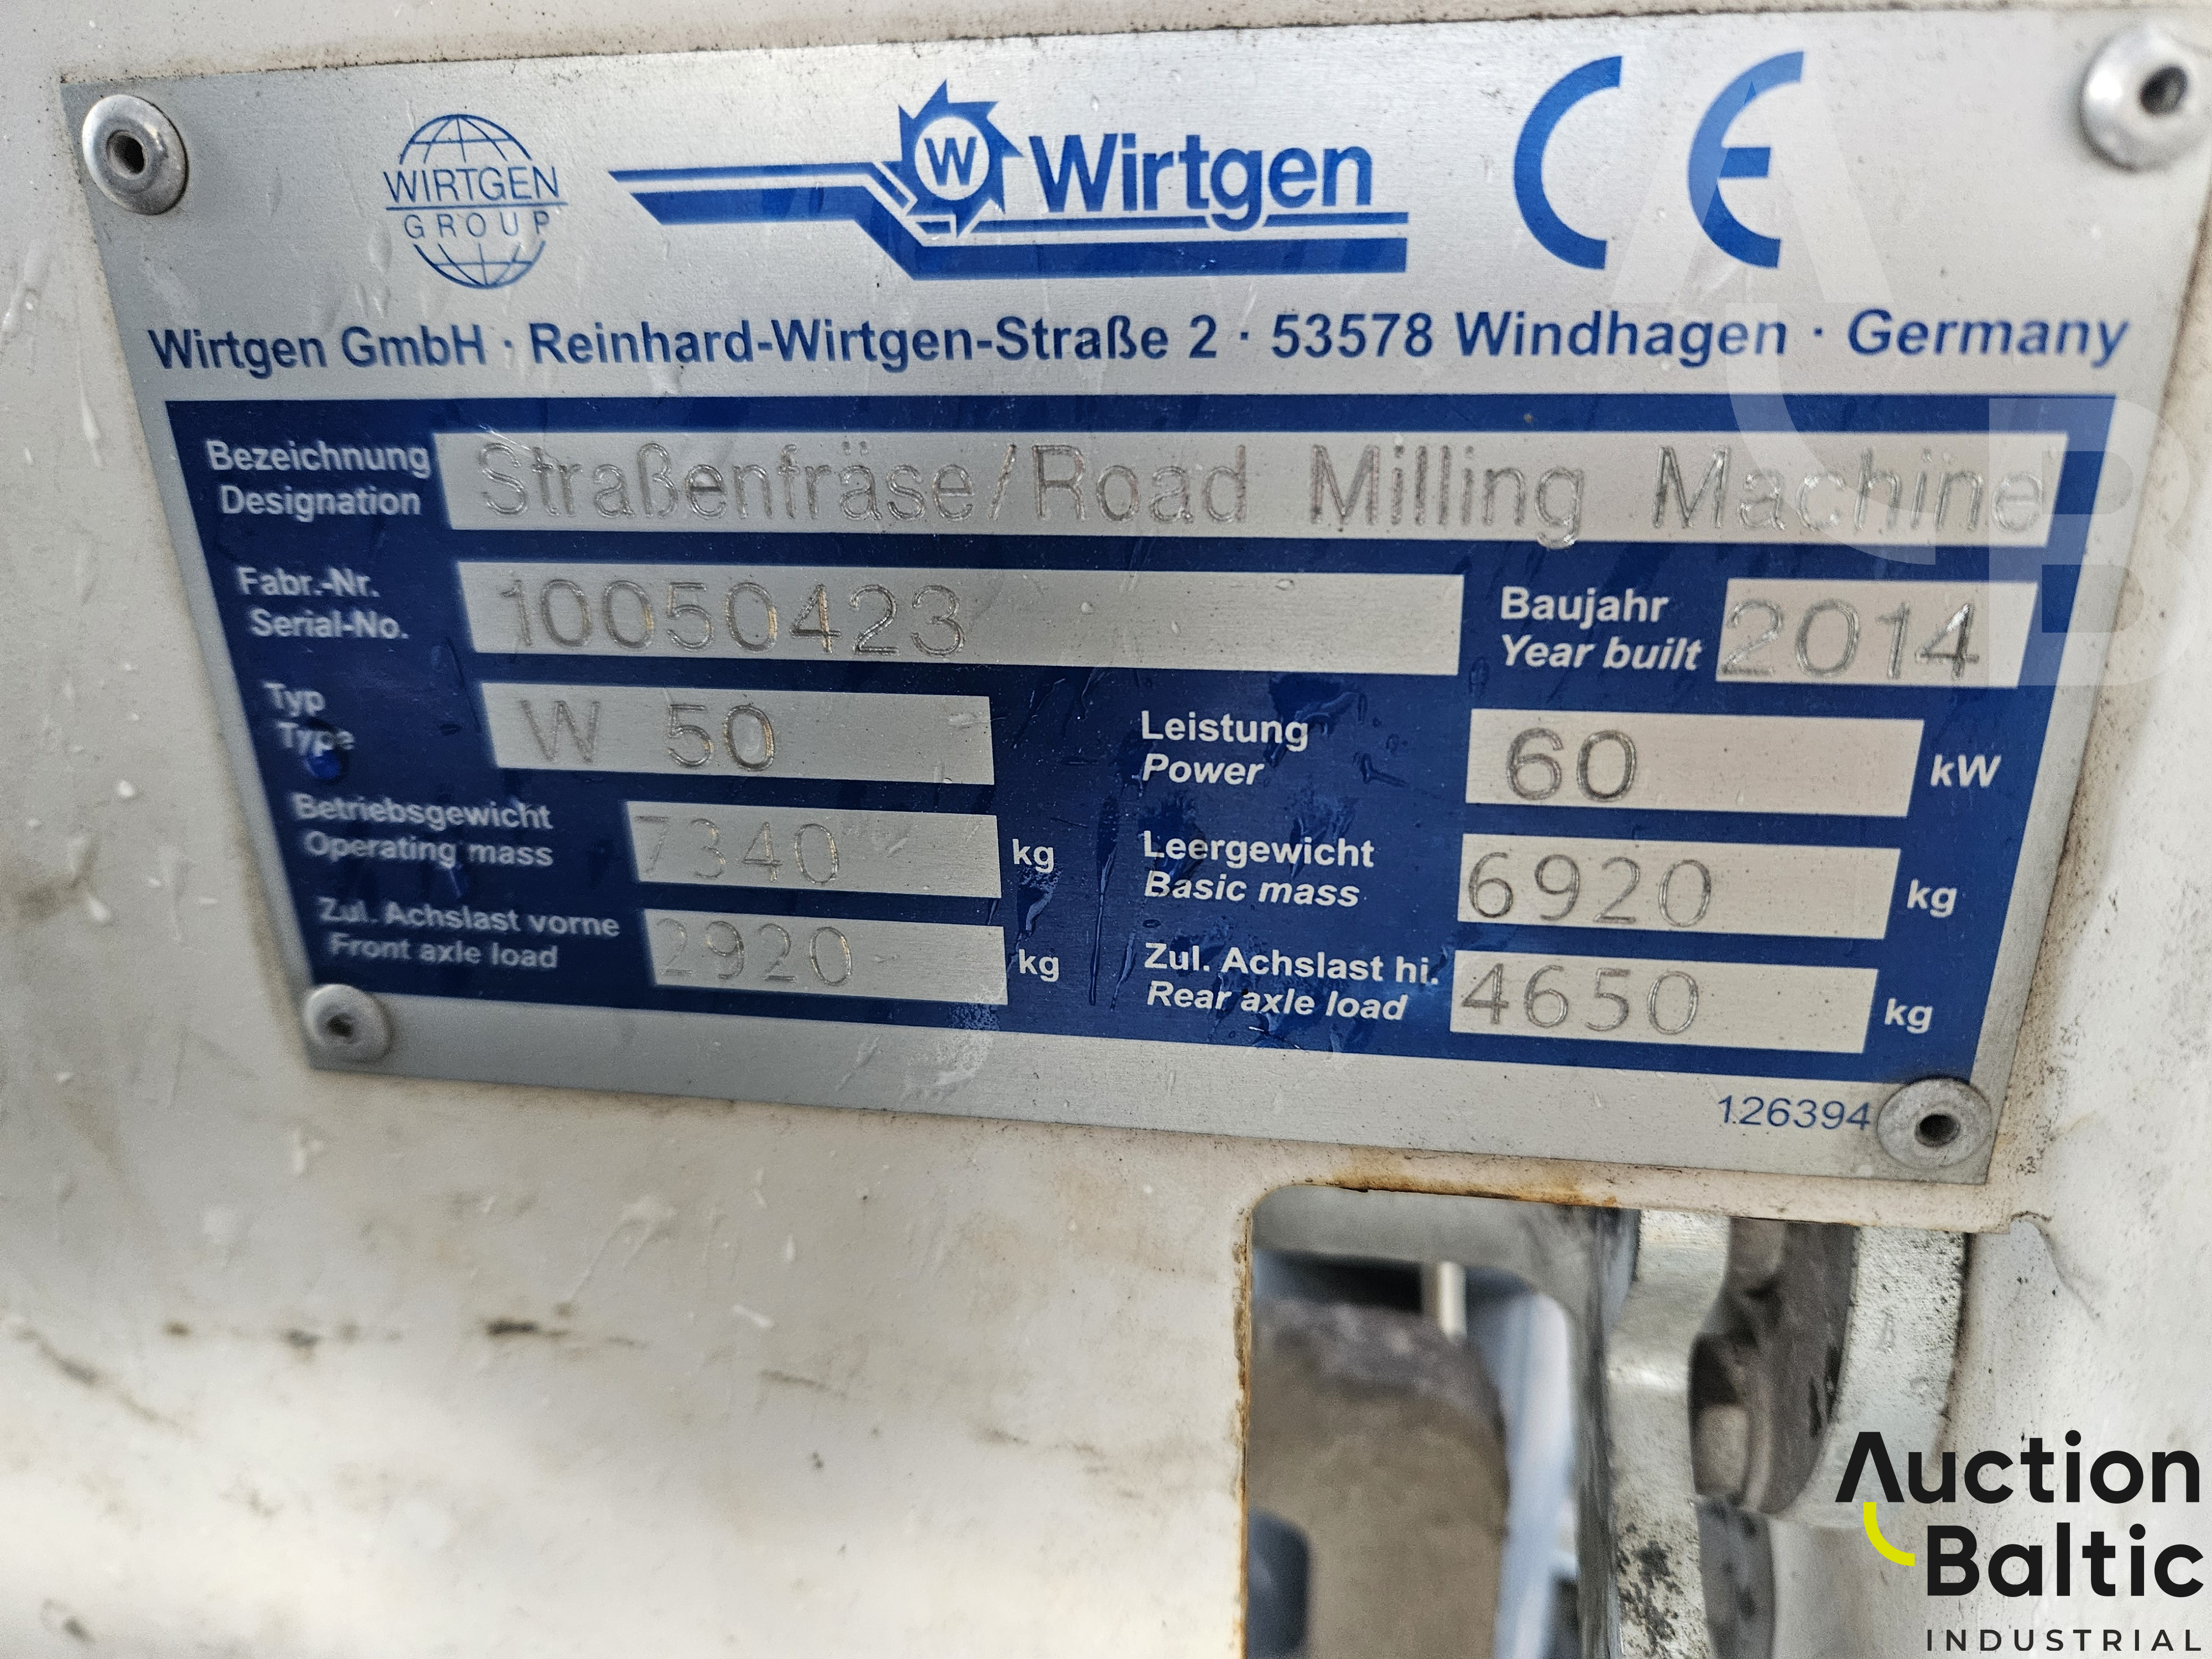 WIRTGEN
GROUP
W Wirtgen
CE
Wirtgen GmbH · Reinhard-Wirtgen-Straße 2 · 53578 Windhagen · Germany
Bezeichnung
Designation
Straßenfräse/Road Milling Machine
Fabr.-Nr.
Serial-No.
10050423
Baujahr
Year built
2014
Typ
Type
W 50
Leistung
Power
60
kW
Betriebsgewicht
Operating mass
7340
kg
Leergewicht
Basic mass
6920
kg
Zul. Achslast vorne
Front axle load
2920
kg
Zul. Achslast hi.
Rear axle load
4650
kg
126394
AB
Auction
Baltic
INDUSTRIAL